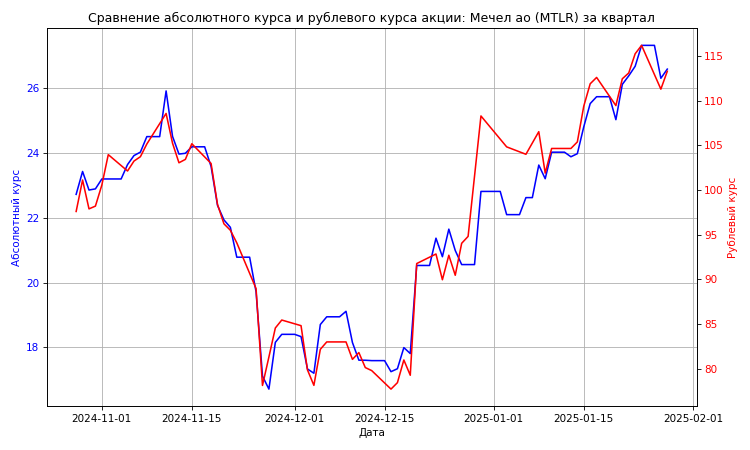 Сравнение абсолютного курса и рублевого курса акции: Мечел ао (MTLR) за квартал
Абсолютный курс
26
24
22
20
18
115
110
105
100
95
90
85
80
Рублевый курс
2024-11-01 2024-11-15 2024-12-01 2024-12-15 2025-01-01 2025-01-15 2025-02-01
Дата